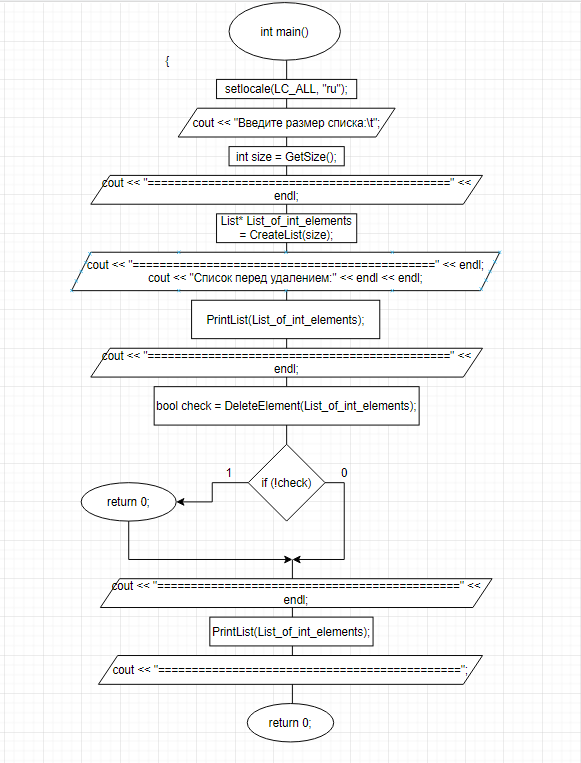 int main()
{
setlocale(LC_ALL, "ru");
cout << "Введите размер списка:\t";
int size = GetSize();
cout << "=============================================" <<
endl;
List* List_of_int_elements
= CreateList(size);
cout << "=============================================" << endl;
cout << "Список перед удалением:" << endl << endl;
PrintList(List_of_int_elements);
cout << "=============================================" <<
endl;
bool check = DeleteElement(List_of_int_elements);
1
0
if (!check)
return 0;
cout << "=============================================" <<
endl;
PrintList(List_of_int_elements);
cout << "=============================================";
return 0;